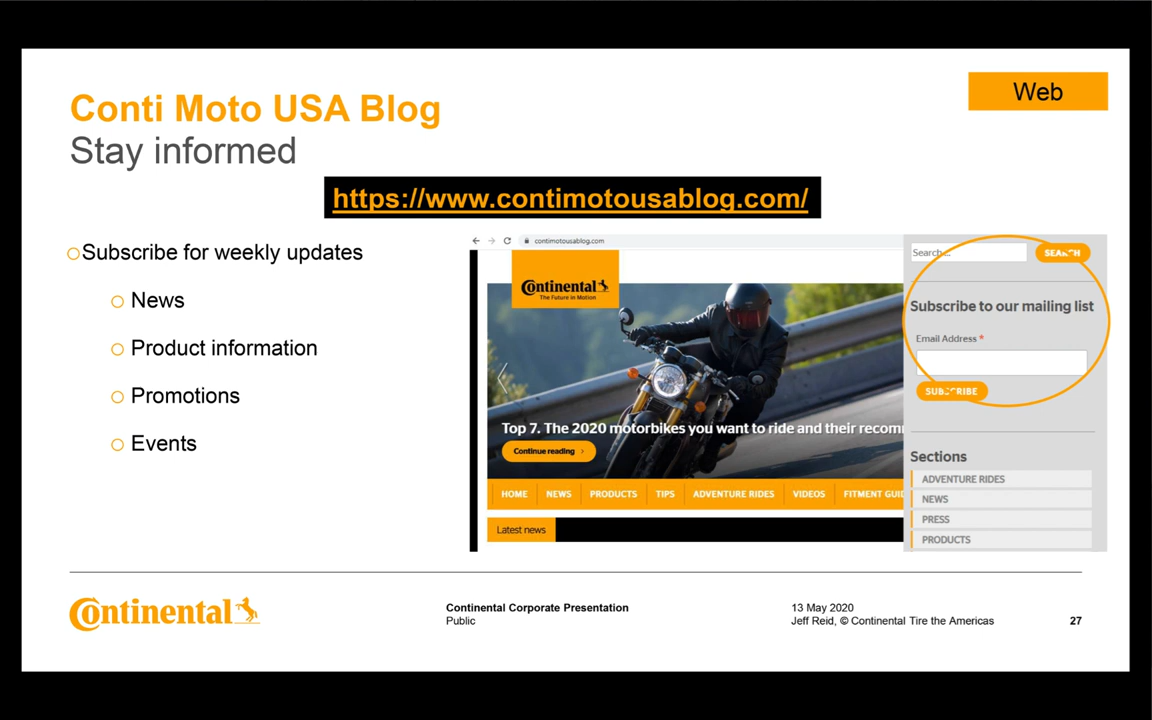 Conti Moto USA Blog
Web
Stay informed
https://www.contimotousablog.com/
Subscribe for weekly updates
News
Product information
Promotions
Events
contimotousablog.com
Continental
The Future in Motion
Top 7. The 2020 motorbikes you want to ride and their recom
Continue reading
HOME NEWS PRODUCTS TIPS ADVENTURE RIDES VIDEOS FITMENT GUID
Latest news
Search...
SEARCH
Subscribe to our mailing list
Email Address *
SUBSCRIBE
Sections
ADVENTURE RIDES
NEWS
PRESS
PRODUCTS
Continental
Continental Corporate Presentation
Public
13 May 2020
Jeff Reid, © Continental Tire the Americas
27